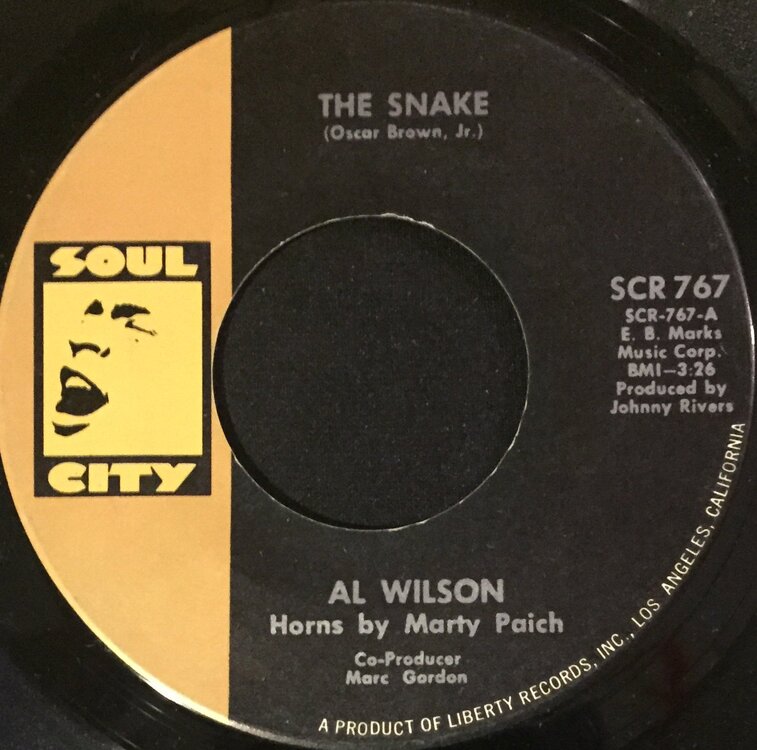 THE SNAKE
(Oscar Brown, Jr.)
SOUL
CITY
SCR 767
SCR-767-A
E. B. Marks
Music Corp.
BMI-3:26
Produced by
Johnny Rivers
AL WILSON
Horns by Marty Paich
Co-Producer
Marc Gordon
A PRODUCT OF LIBERTY RECORDS, INC., LOS ANGELES, CALIFORNIA